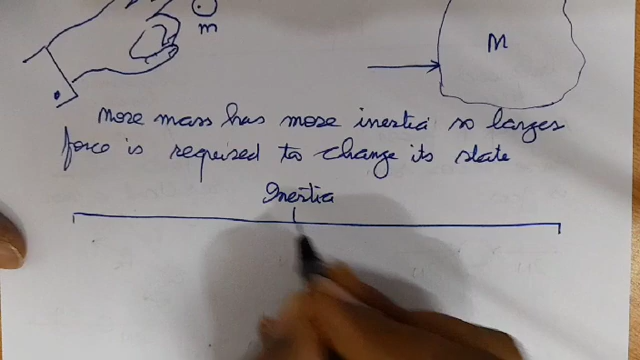 m
M
More mass has more inertia so larger
force is required to change its state
Inertia